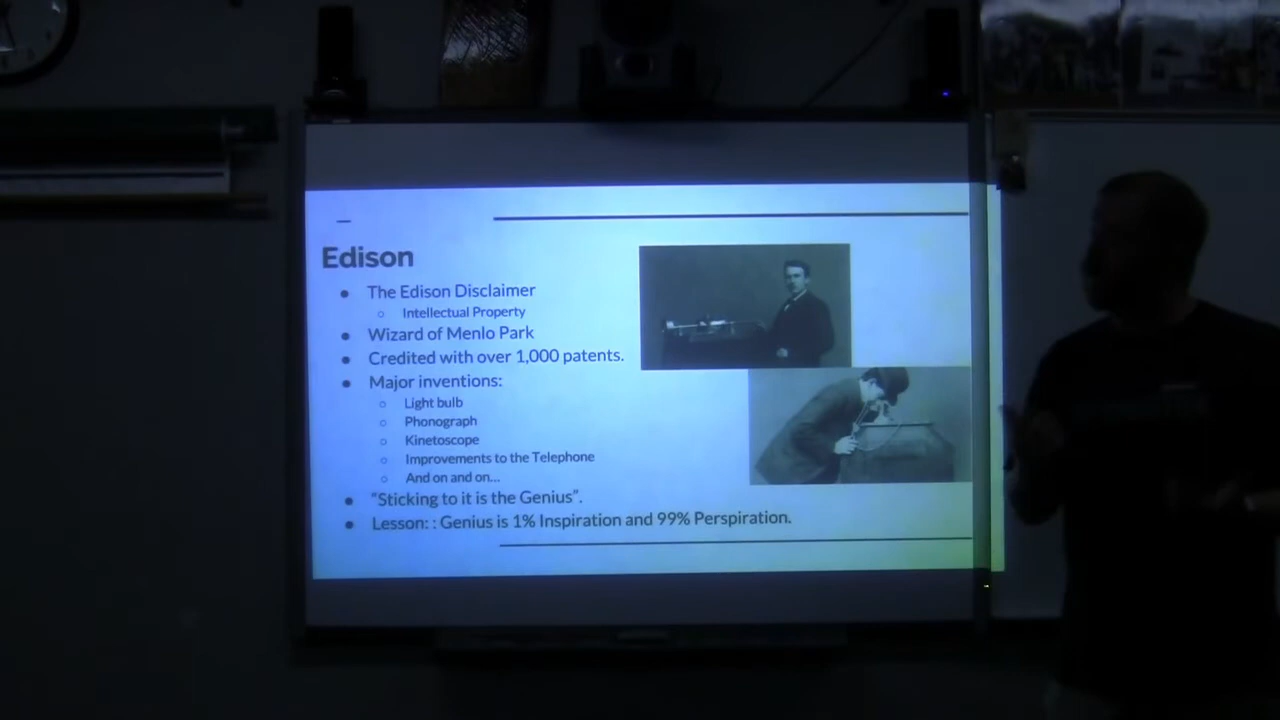 Edison
● The Edison Disclaimer
○ Intellectual Property
● Wizard of Menlo Park
● Credited with over 1,000 patents.
● Major inventions:
○ Light bulb
○ Phonograph
○ Kinetoscope
○ Improvements to the Telephone
○ And on and on...
● “Sticking to it is the Genius”.
● Lesson: : Genius is 1% Inspiration and 99% Perspiration.